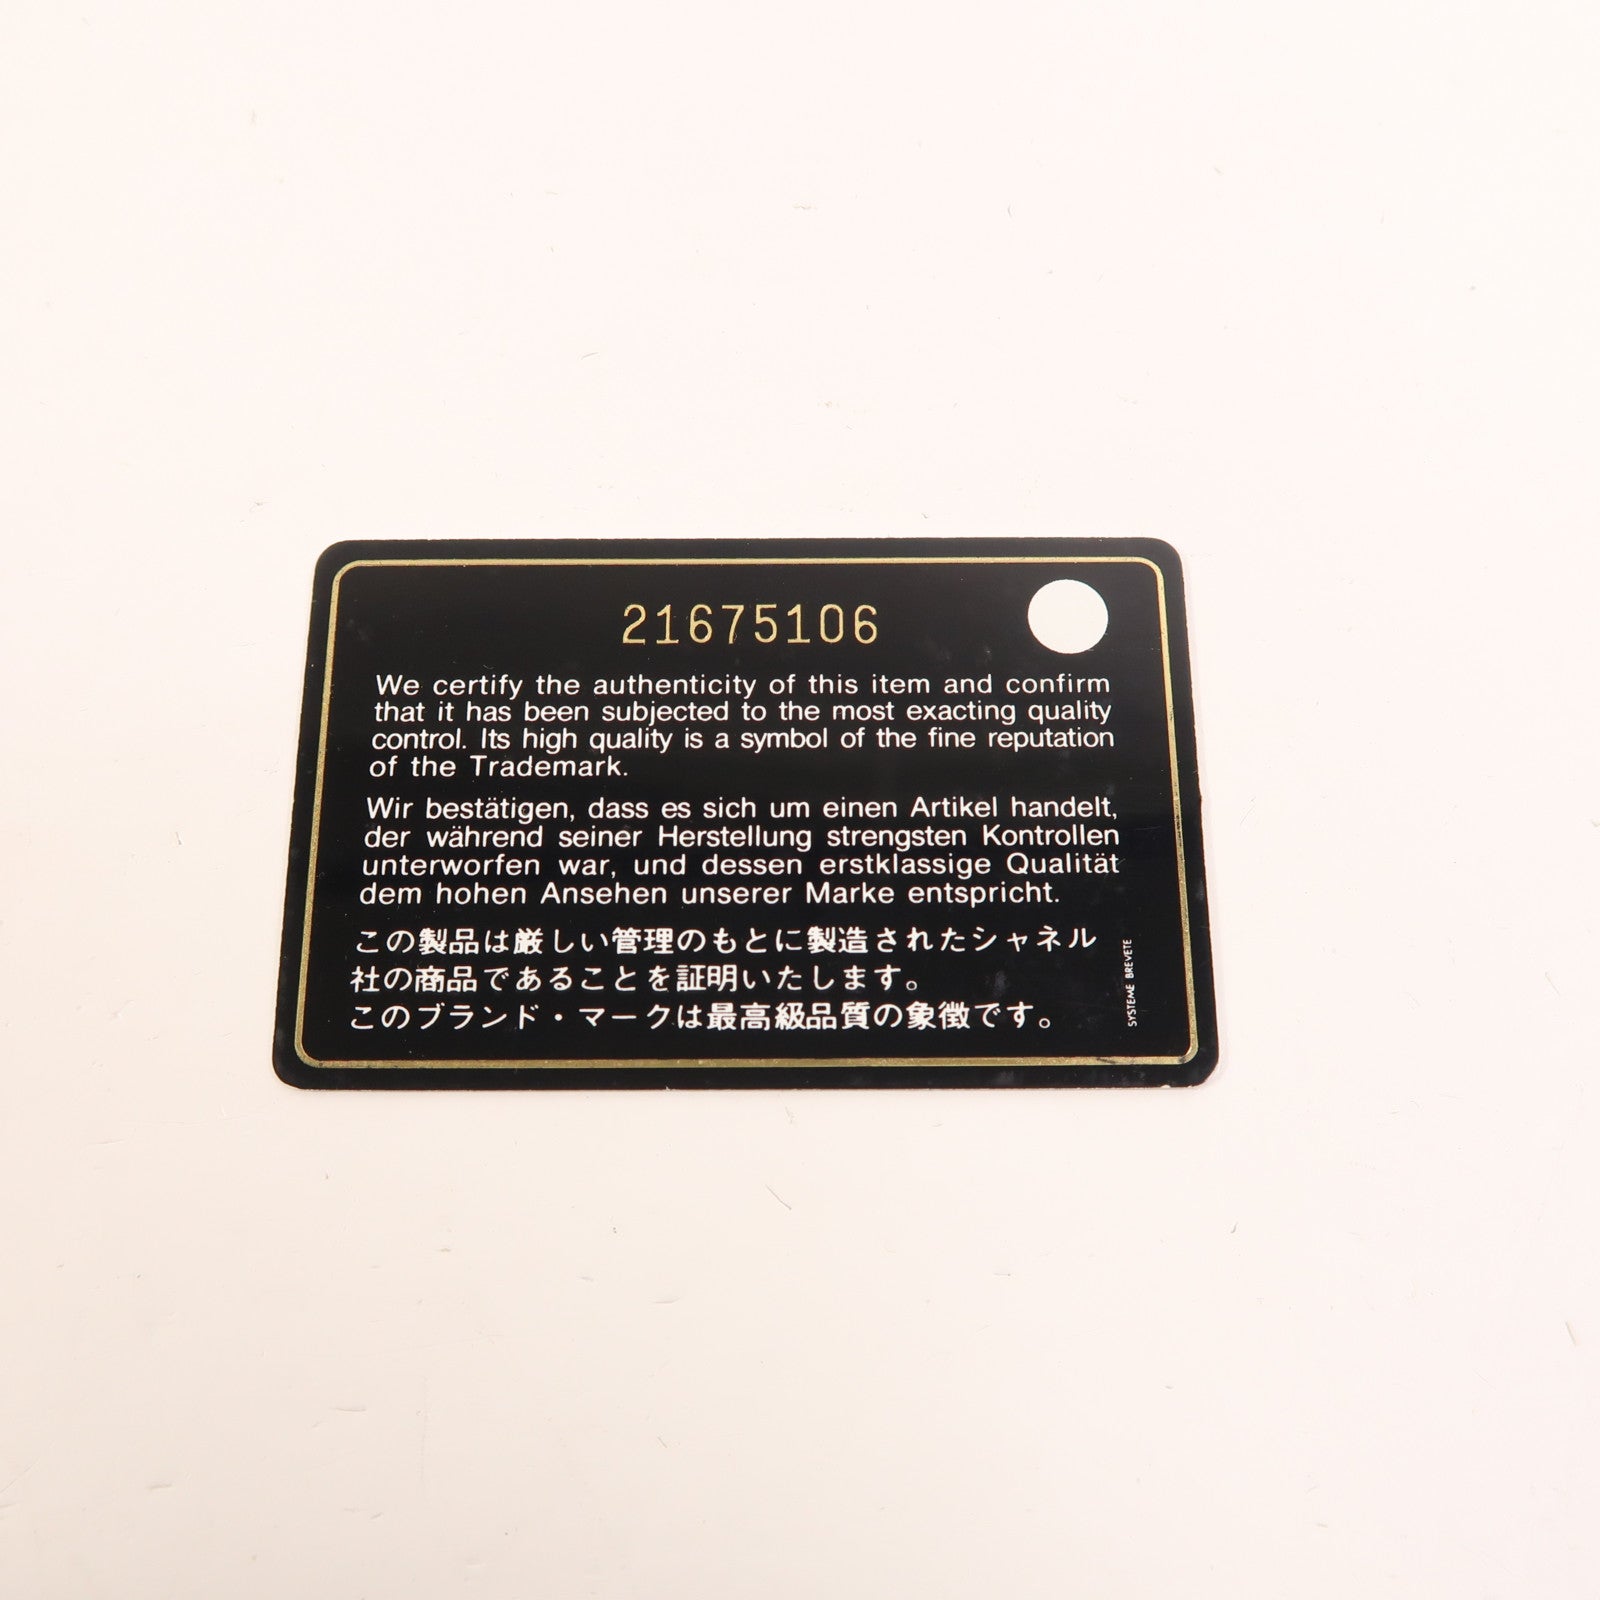 21675106
We certify the authenticity of this item and confirm
that it has been subjected to the most exacting quality
control. Its high quality is a symbol of the fine reputation
of the Trademark.
Wir bestätigen, dass es sich um einen Artikel handelt,
der während seiner Herstellung strengsten Kontrollen
unterworfen war, und dessen erstklassige Qualität
dem hohen Ansehen unserer Marke entspricht.
この製品は厳しい管理のもとに製造されたシャネル
社の商品であることを証明いたします。
このブランド・マークは最高級品質の象徴です。
SYSTEME BREVETE